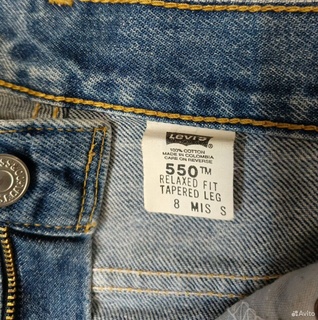 Levi's
®
100% COTTON
MADE IN COLOMBIA
CARE ON REVERSE
550™
RELAXED FIT
TAPERED LEG
8 MIS S
Avito